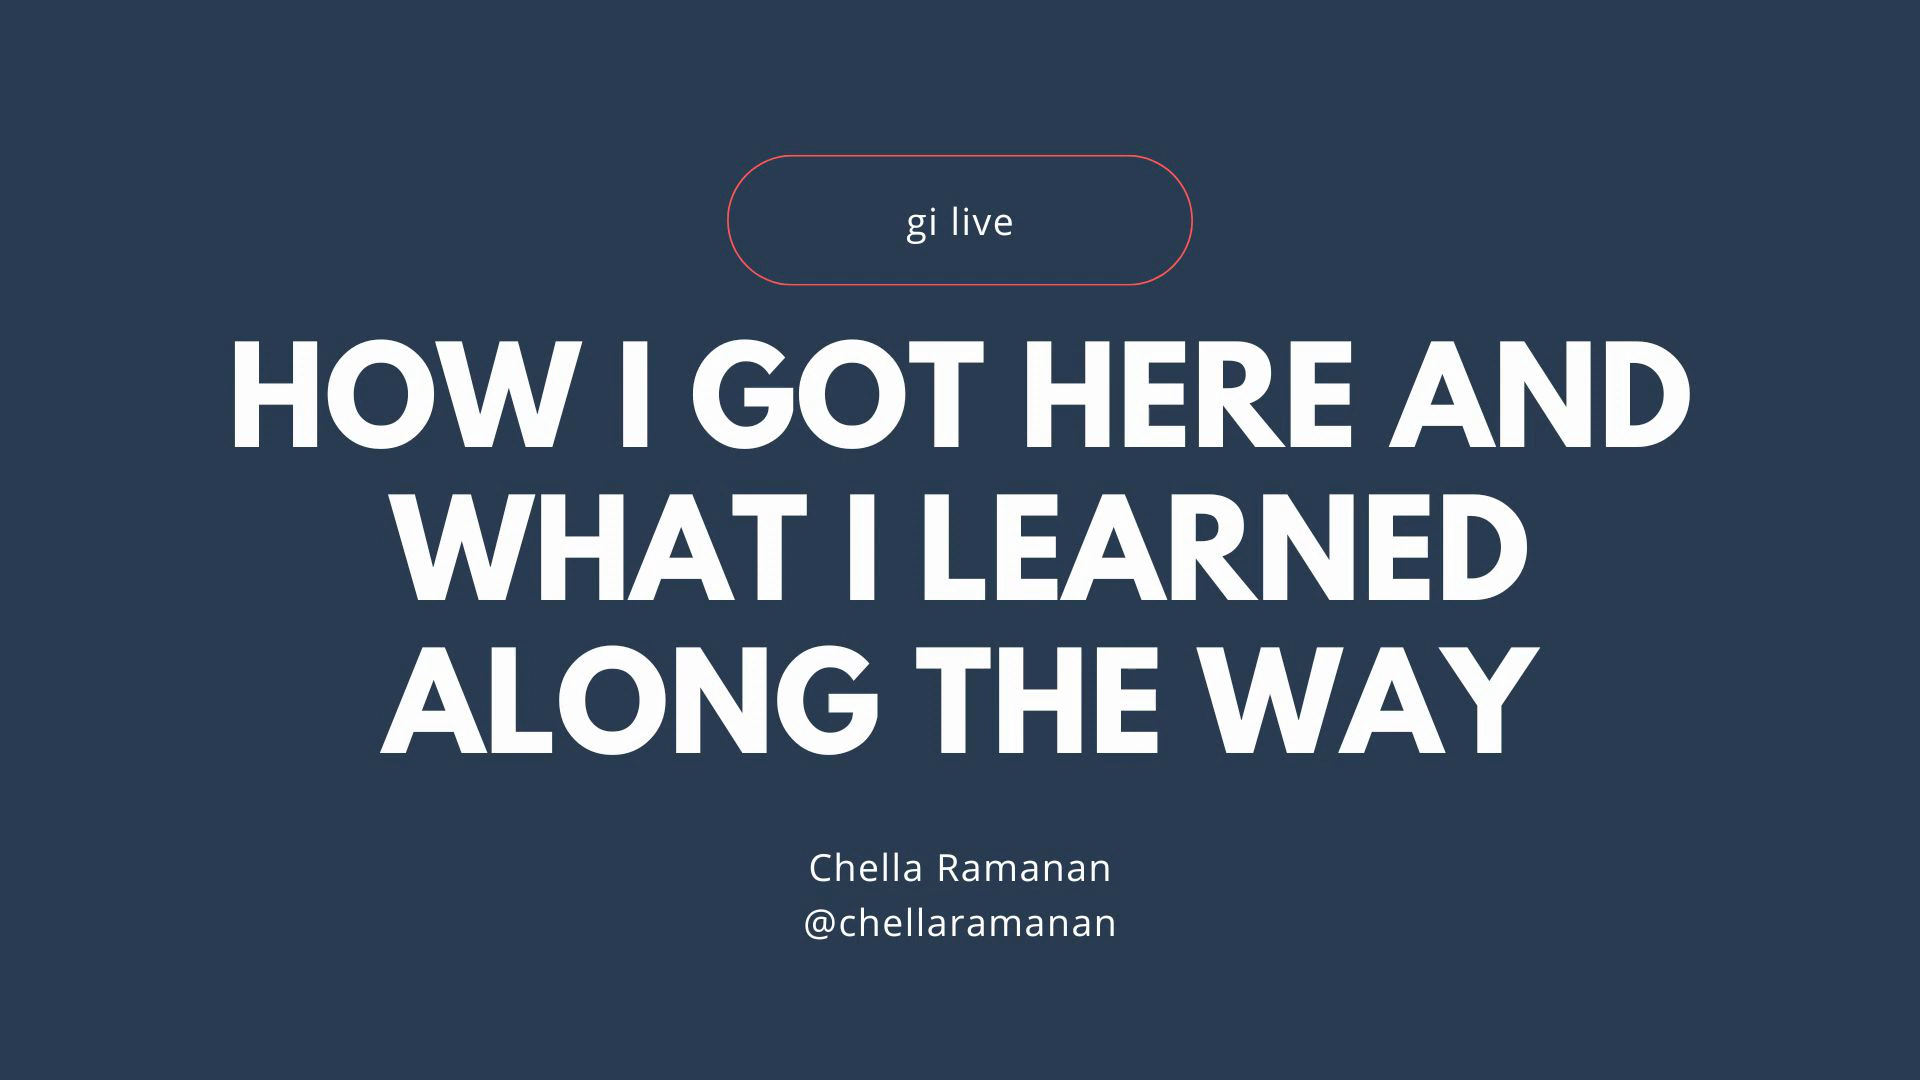 gi live
HOW I GOT HERE AND
WHAT I LEARNED
ALONG THE WAY
Chella Ramanan
@chellaramanan